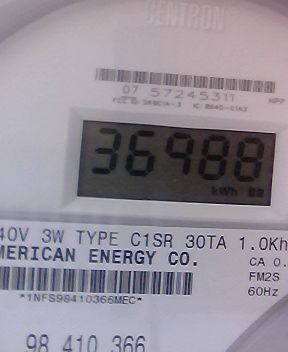 CENTRON
07 57245311
36988
kWh
40V 3W TYPE C1SR 30TA 1.0Kh
MERICAN ENERGY CO. CA 0.
FM2S
*1NFS98410366MEC* 60Hz
98 410 366